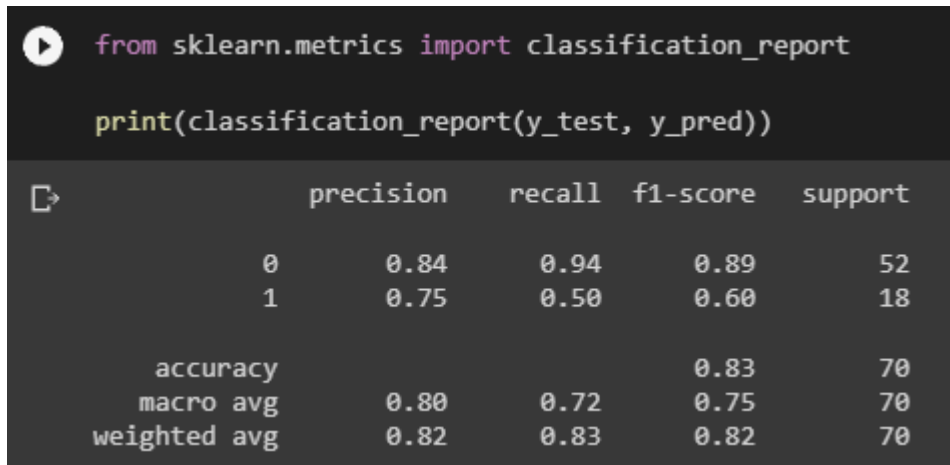 from sklearn.metrics import classification_report
print(classification_report(y_test, y_pred))
precision recall f1-score support
0 0.84 0.94 0.89 52
1 0.75 0.50 0.60 18
accuracy 0.83 70
macro avg 0.80 0.72 0.75 70
weighted avg 0.82 0.83 0.82 70